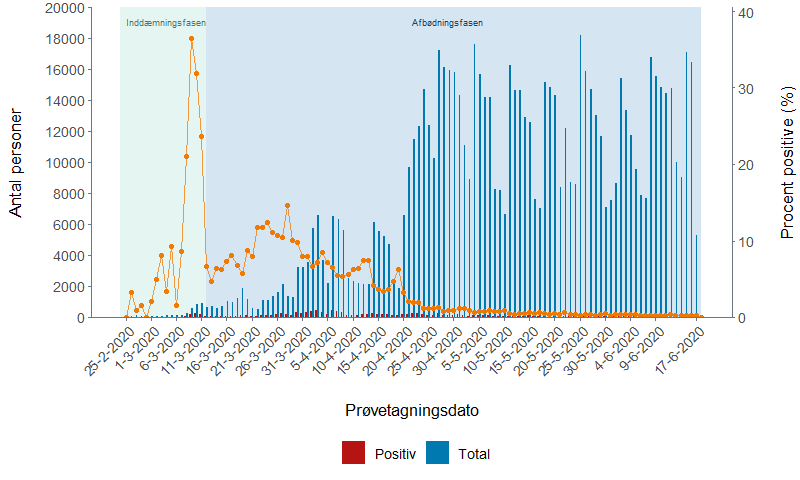 Inddæmningsfasen Afbødningsfasen
20000
18000
16000
14000
12000
10000
8000
6000
4000
2000
0
Antal personer
40
30
20
10
0
Procent positive (%)
25-2-2020 1-3-2020 6-3-2020 11-3-2020 16-3-2020 21-3-2020 26-3-2020 31-3-2020 5-4-2020 10-4-2020 15-4-2020 20-4-2020 25-4-2020 30-4-2020 5-5-2020 10-5-2020 15-5-2020 20-5-2020 25-5-2020 30-5-2020 4-6-2020 9-6-2020 17-6-2020
Prøvetagningsdato
Positiv Total